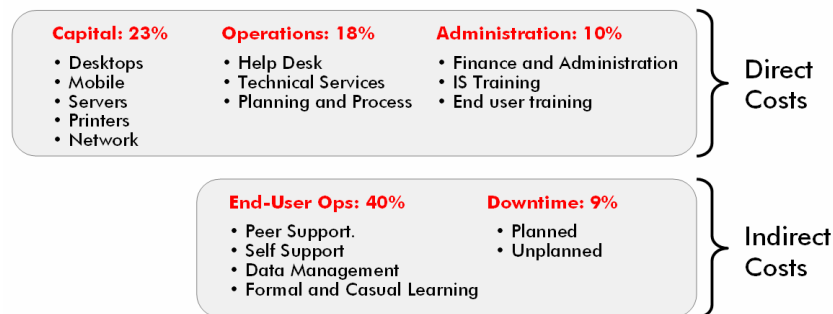 Capital: 23%
• Desktops
• Mobile
• Servers
• Printers
• Network
Operations: 18%
• Help Desk
• Technical Services
• Planning and Process
Administration: 10%
• Finance and Administration
• IS Training
• End user training
Direct
Costs
End-User Ops: 40%
• Peer Support.
• Self Support
• Data Management
• Formal and Casual Learning
Downtime: 9%
• Planned
• Unplanned
Indirect
Costs